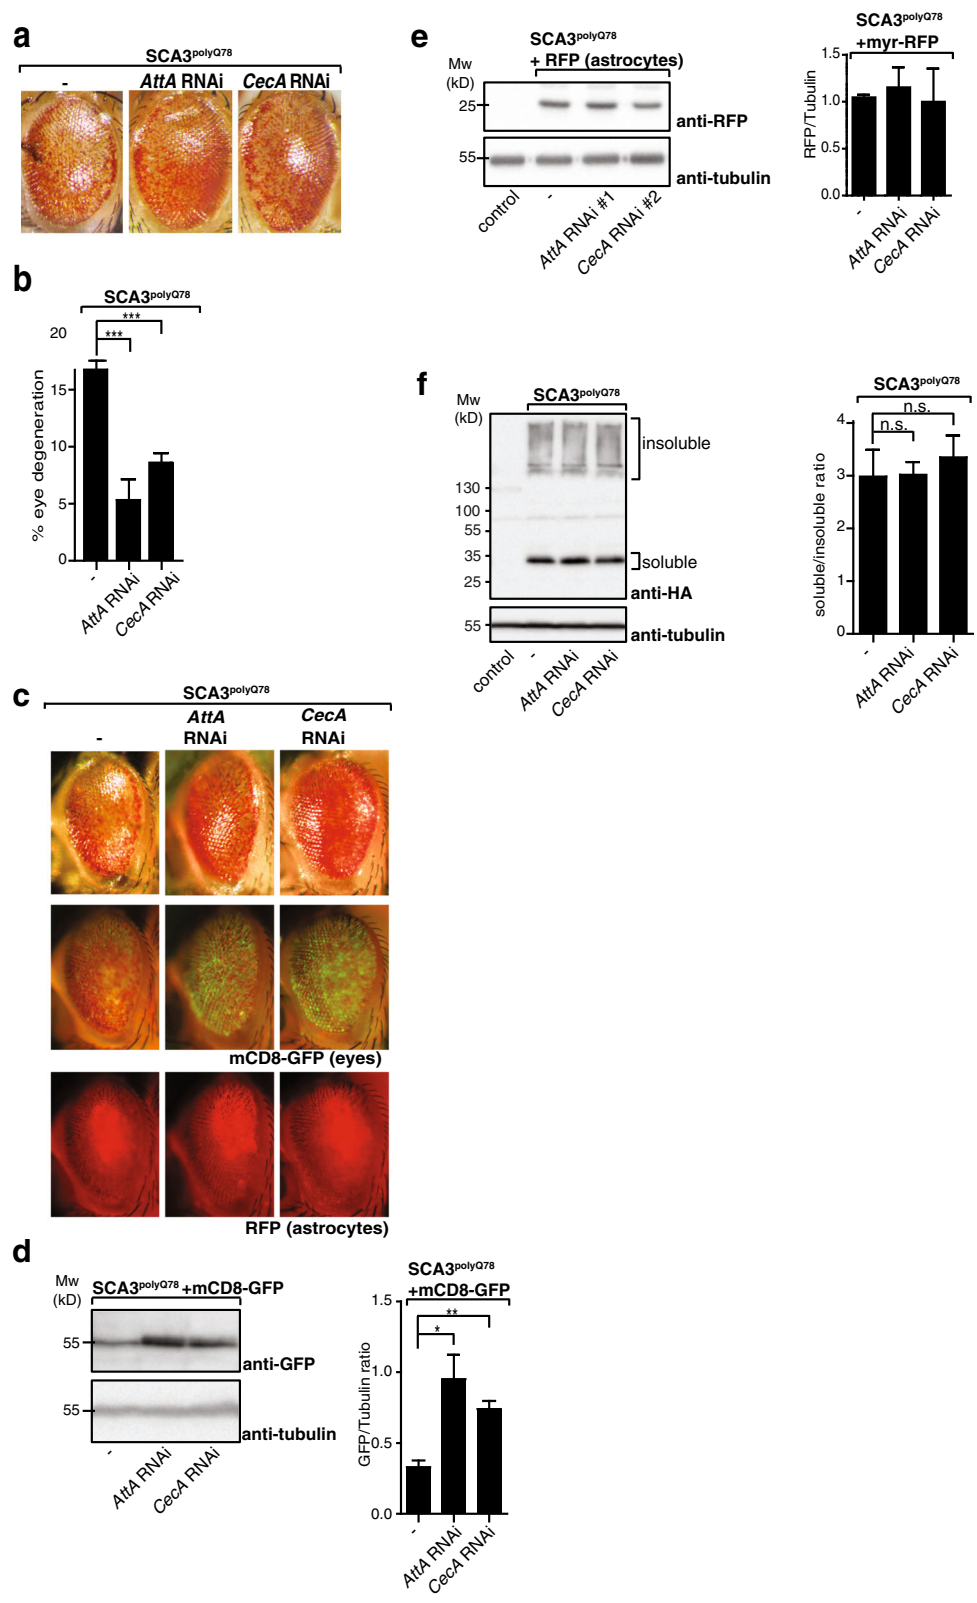 a
SCA3polyQ78
- AttA RNAi CecA RNAi
b
SCA3polyQ78
***
***
20
15
10
5
0
% eye degeneration
-
AttA RNAi
CecA RNAi
c
SCA3polyQ78
- AttA RNAi CecA RNAi
mCD8-GFP (eyes)
RFP (astrocytes)
d
Mw (kD)
SCA3polyQ78 +mCD8-GFP
55
anti-GFP
55
anti-tubulin
-
AttA RNAi
CecA RNAi
SCA3polyQ78
+mCD8-GFP
**
*
1.5
1.0
0.5
0.0
GFP/Tubulin ratio
-
AttA RNAi
CecA RNAi
e
SCA3polyQ78
+ RFP (astrocytes)
Mw (kD)
25
anti-RFP
55
anti-tubulin
control
-
AttA RNAi #1
CecA RNAi #2
SCA3polyQ78
+myr-RFP
1.5
1.0
0.5
0.0
RFP/Tubulin
-
AttA RNAi
CecA RNAi
f
Mw (kD)
SCA3polyQ78
insoluble
130
100
55
35
soluble
25
anti-HA
55
anti-tubulin
control
-
AttA RNAi
CecA RNAi
SCA3polyQ78
n.s.
n.s.
4
3
2
1
0
soluble/insoluble ratio
-
AttA RNAi
CecA RNAi